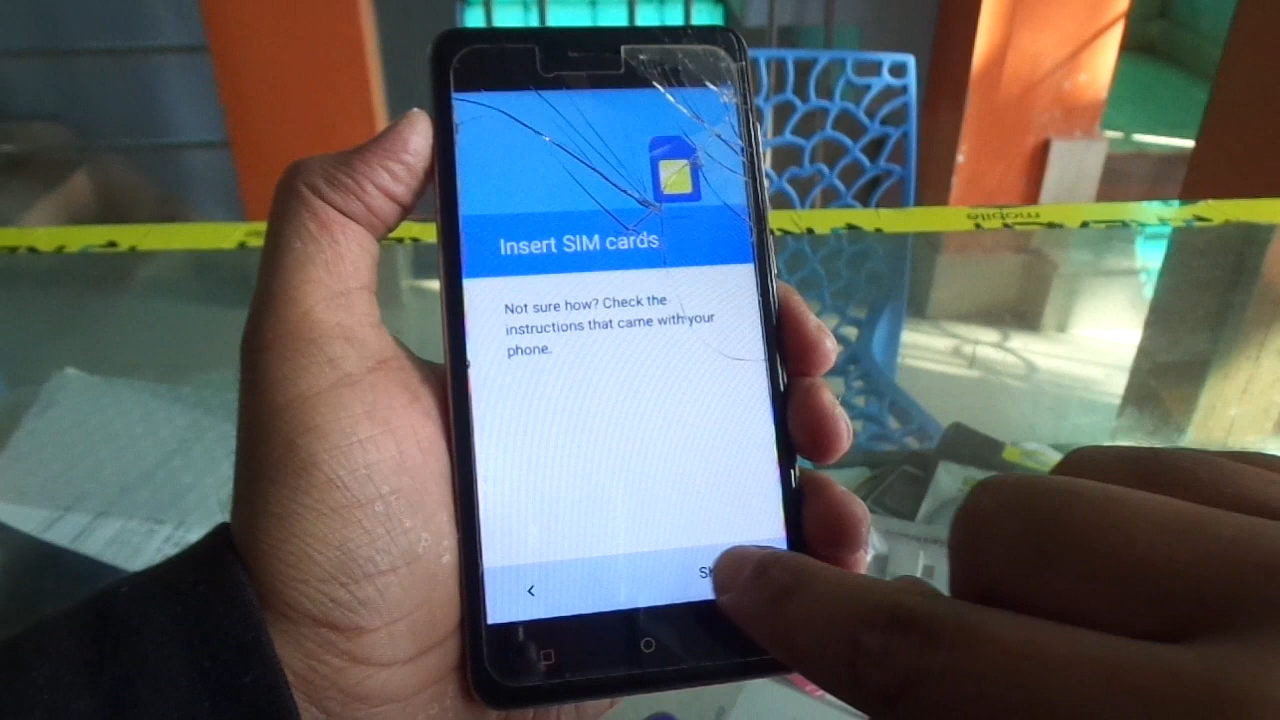 Insert SIM cards
Not sure how? Check the
instructions that came with your
phone.